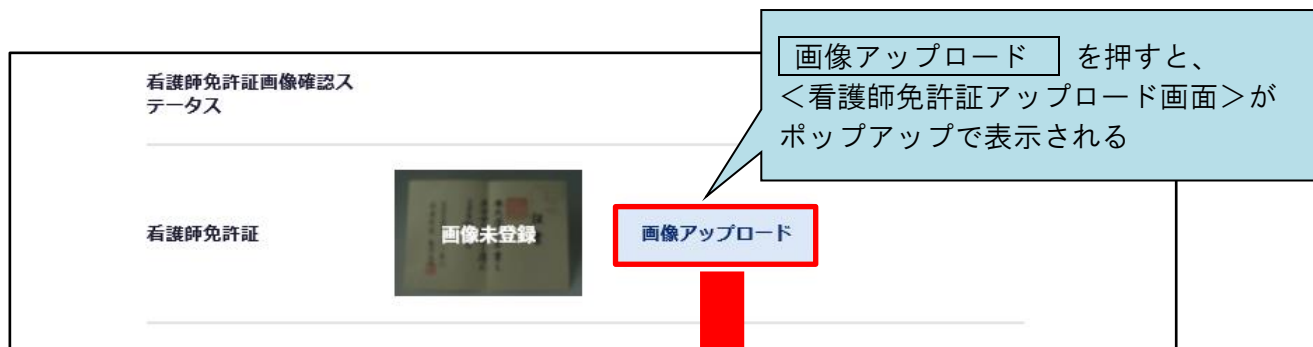 画像アップロード を押すと、
<看護師免許証アップロード画面>が
ポップアップで表示される
看護師免許証画像確認ス
テータス
看護師免許証
画像未登録
画像アップロード